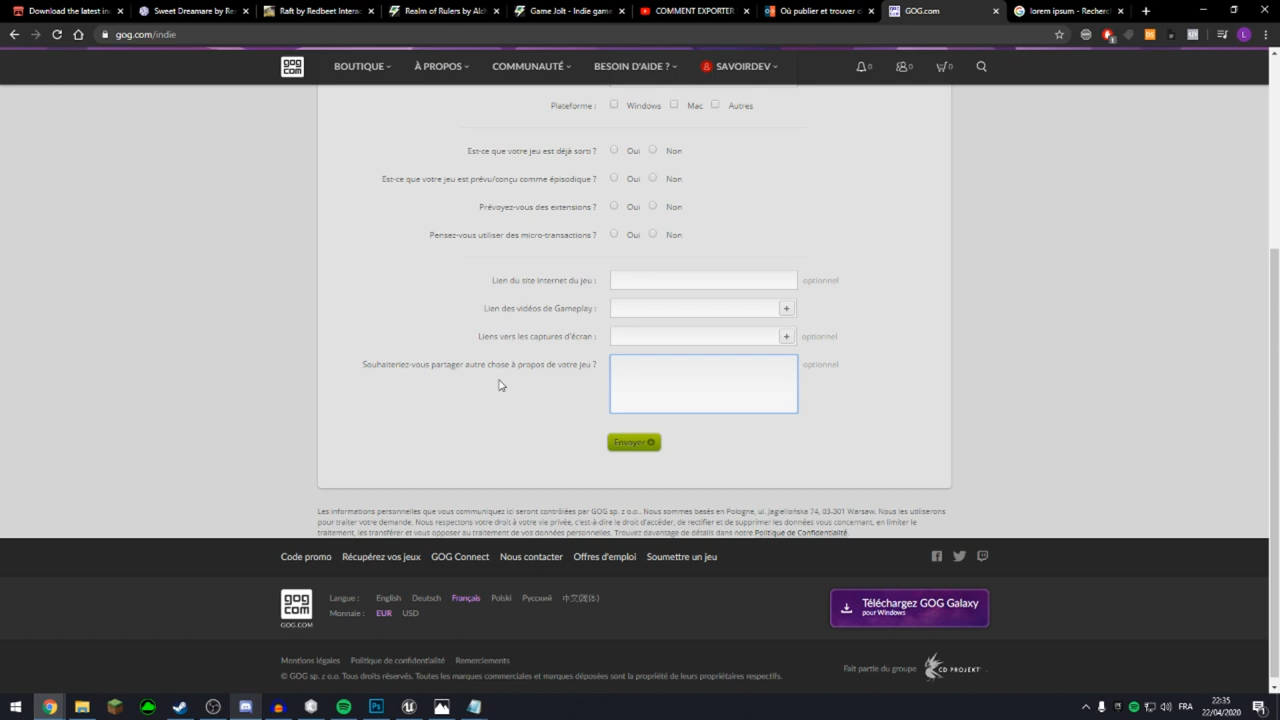 Download the latest in
Sweet Dreamare by Re
Raft by Redbeet Intera
Realm of Rulers by Alc
Game Jolt - Indie game
COMMENT EXPORTER
Où publier et trouver d
GOG.com
lorem ipsum - Recherc
gog.com/indie
gog com
BOUTIQUE
À PROPOS
COMMUNAUTÉ
BESOIN D'AIDE ?
SAVOIRDEV
0
0
0
Plateforme :
Windows
Mac
Autres
Est-ce que votre jeu est déjà sorti ?
Oui
Non
Est-ce que votre jeu est prévu/conçu comme épisodique ?
Oui
Non
Prévoyez-vous des extensions ?
Oui
Non
Pensez-vous utiliser des micro-transactions ?
Oui
Non
Lien du site internet du jeu :
optionnel
Lien des vidéos de Gameplay :
+
Liens vers les captures d'écran :
+
optionnel
Souhaiteriez-vous partager autre chose à propos de votre jeu ?
optionnel
Envoyer
Les informations personnelles que vous communiquez ici seront contrôlées par GOG sp. z o.o.. Nous sommes basés en Pologne, ul. Jagiellońska 74, 03-301 Warsaw. Nous les utiliserons
pour traiter votre demande. Nous respectons votre droit à votre vie privée, c'est-à-dire le droit d'accéder, de rectifier et de supprimer les données vous concernant, en limiter le
traitement, les transférer et vous opposer au traitement de vos données personnelles. Trouvez davantage de détails dans notre Politique de Confidentialité.
Code promo
Récupérez vos jeux
GOG Connect
Nous contacter
Offres d'emploi
Soumettre un jeu
gog com
GOG.COM
Langue :
English
Deutsch
Français
Polski
Русский
中文(简体)
Monnaie :
EUR
USD
Téléchargez GOG Galaxy
pour Windows
Mentions légales
Politique de confidentialité
Remerciements
© GOG sp. z o.o. Tous droits réservés. Toutes les marques commerciales et marques déposées sont la propriété de leurs propriétaires respectifs.
Fait partie du groupe
CD PROJEKT
Ps
FRA
22:35
22/04/2020